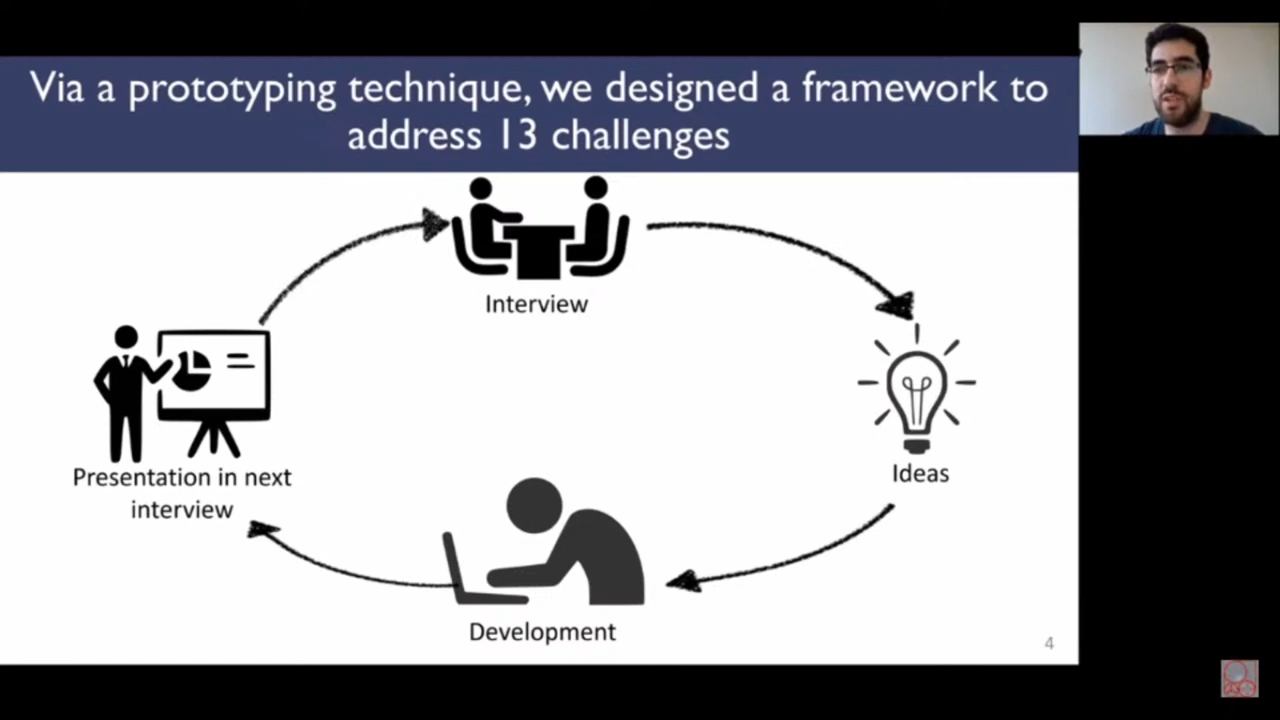 Via a prototyping technique, we designed a framework to
address 13 challenges
Interview
Ideas
Presentation in next
interview
Development
4